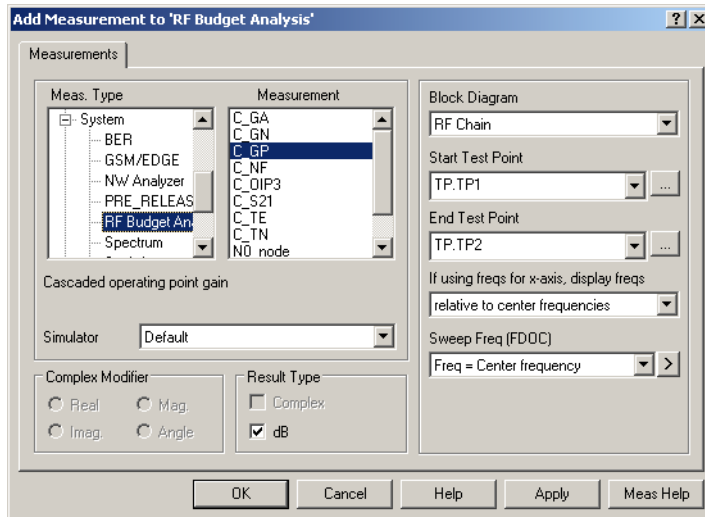 Add Measurement to 'RF Budget Analysis'
Measurements
Meas. Type
System
BER
GSM/EDGE
NW Analyzer
PRE_RELEAS
RF Budget An
Spectrum
Measurement
C_GA
C_GN
C_GP
C_NF
C_OIP3
C_S21
C_TE
C_TN
N0_node
Cascaded operating point gain
Simulator Default
Complex Modifier
Real Mag.
Imag. Angle
Result Type
Complex
dB
Block Diagram
RF Chain
Start Test Point
TP.TP1 ...
End Test Point
TP.TP2 ...
If using freqs for x-axis, display freqs
relative to center frequencies
Sweep Freq (FDOC)
Freq = Center frequency >
OK Cancel Help Apply Meas Help